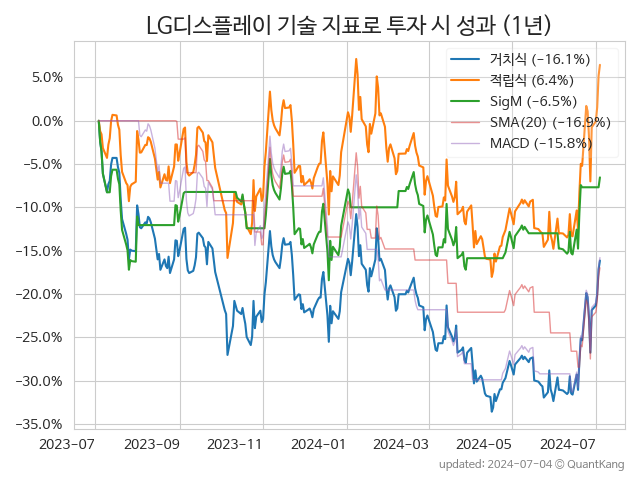 LG디스플레이 기술 지표로 투자 시 성과 (1년)
거치식 (−16.1%)
적립식 (6.4%)
SigM (−6.5%)
SMA(20) (−16.9%)
MACD (−15.8%)
5.0%
0.0%
−5.0%
−10.0%
−15.0%
−20.0%
−25.0%
−30.0%
−35.0%
2023-07 2023-09 2023-11 2024-01 2024-03 2024-05 2024-07
updated: 2024-07-04 © QuantKang